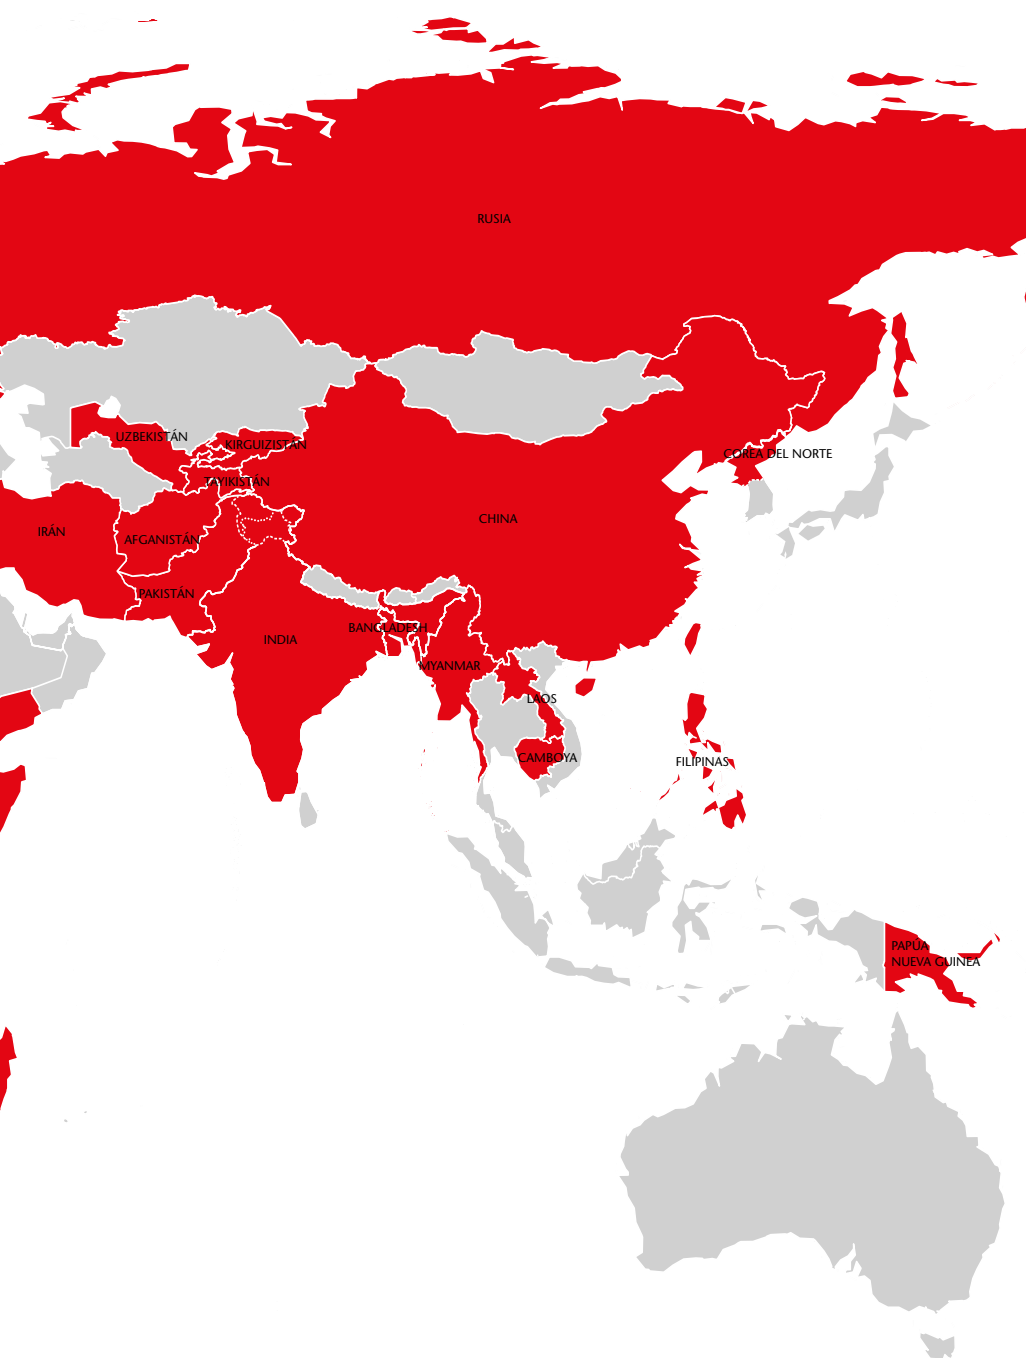 RUSIA
UZBEKISTÁN
KIRGUIZISTÁN
COREA DEL NORTE
TAYIKISTÁN
CHINA
IRÁN
AFGANISTÁN
PAKISTÁN
BANGLADESH
INDIA
MYANMAR
LAOS
CAMBOYA
FILIPINAS
PAPÚA
NUEVA GUINEA